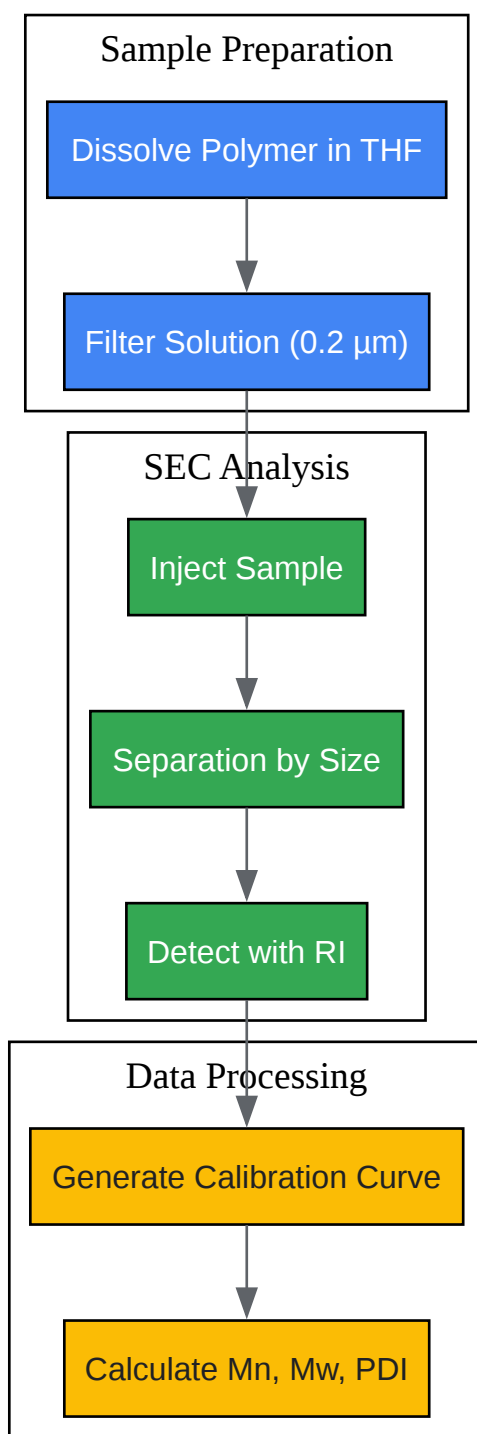 Sample Preparation
Dissolve Polymer in THF
Filter Solution (0.2 µm)
SEC Analysis
Inject Sample
Separation by Size
Detect with RI
Data Processing
Generate Calibration Curve
Calculate Mn, Mw, PDI